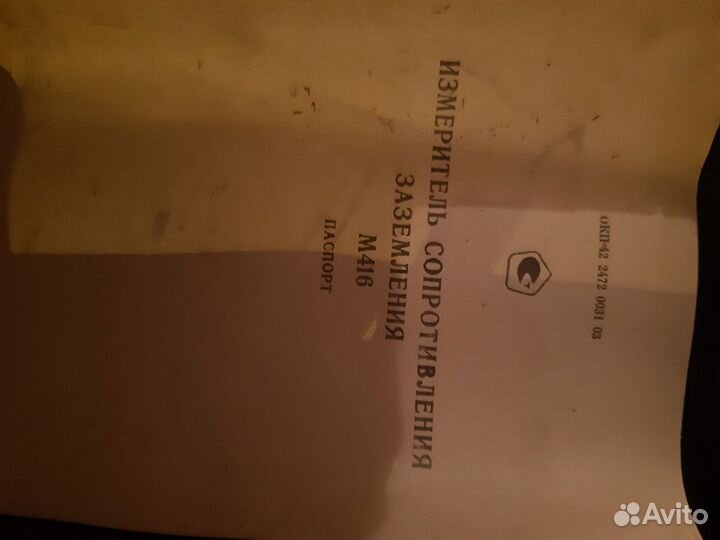 ОКП-42 2472 0031 03
ИЗМЕРИТЕЛЬ СОПРОТИВЛЕНИЯ
ЗАЗЕМЛЕНИЯ
М416
ПАСПОРТ
Avito